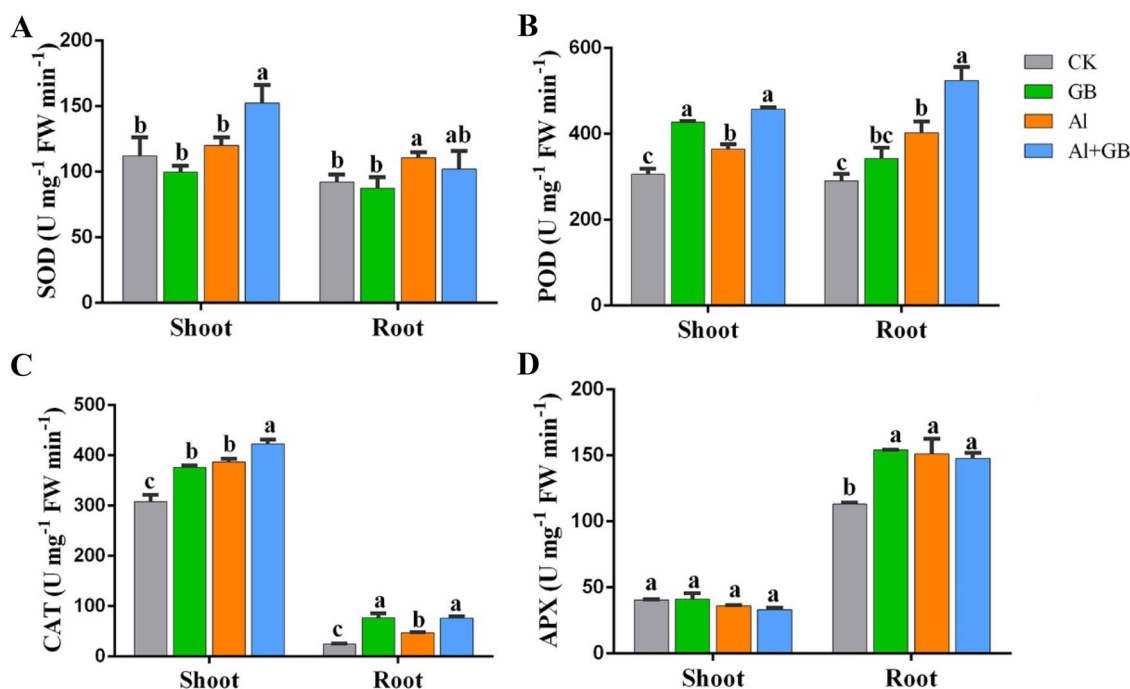 A
SOD (U mg⁻¹ FW min⁻¹)
200
150
100
50
0
b
b
b
a
b
b
a
ab
Shoot
Root
B
POD (U mg⁻¹ FW min⁻¹)
600
400
200
0
c
a
b
a
c
bc
b
a
Shoot
Root
CK
GB
Al
Al+GB
C
CAT (U mg⁻¹ FW min⁻¹)
500
400
300
200
100
0
c
b
b
a
c
a
b
a
Shoot
Root
D
APX (U mg⁻¹ FW min⁻¹)
200
150
100
50
0
a
a
a
a
b
a
a
a
Shoot
Root